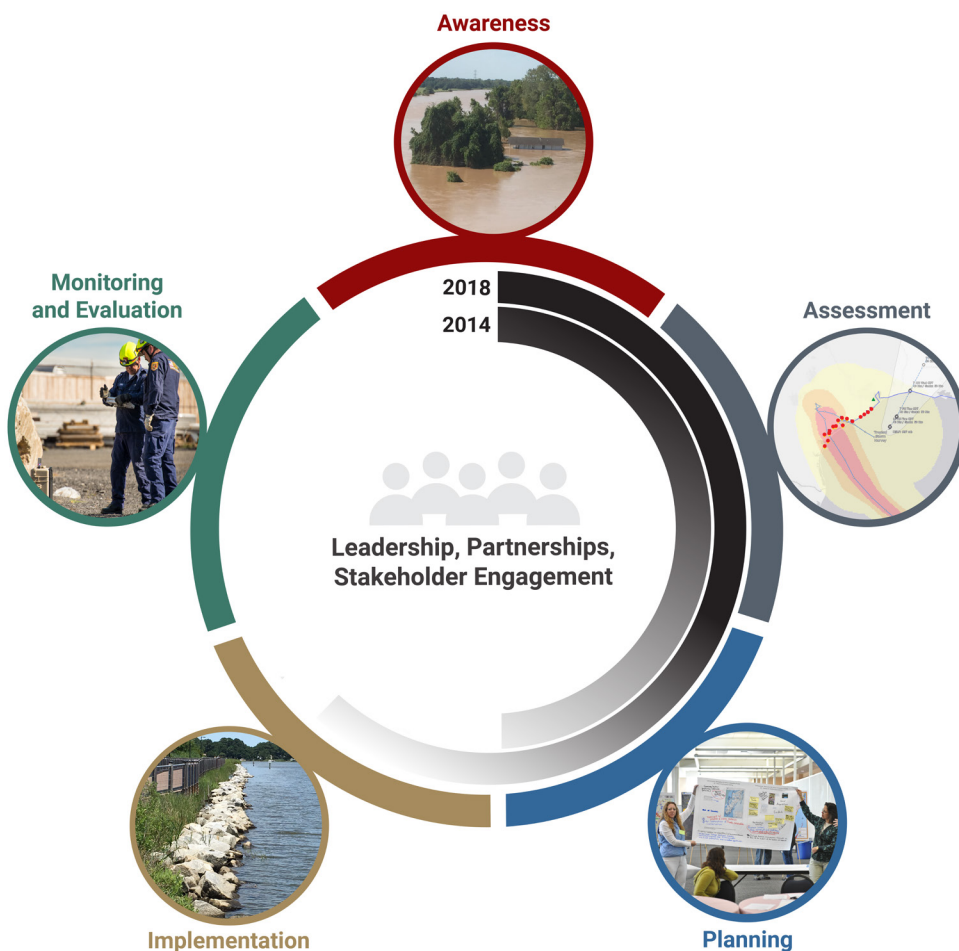 Awareness
Monitoring
and Evaluation
2018
2014
Assessment
Leadership, Partnerships,
Stakeholder Engagement
Implementation
Planning